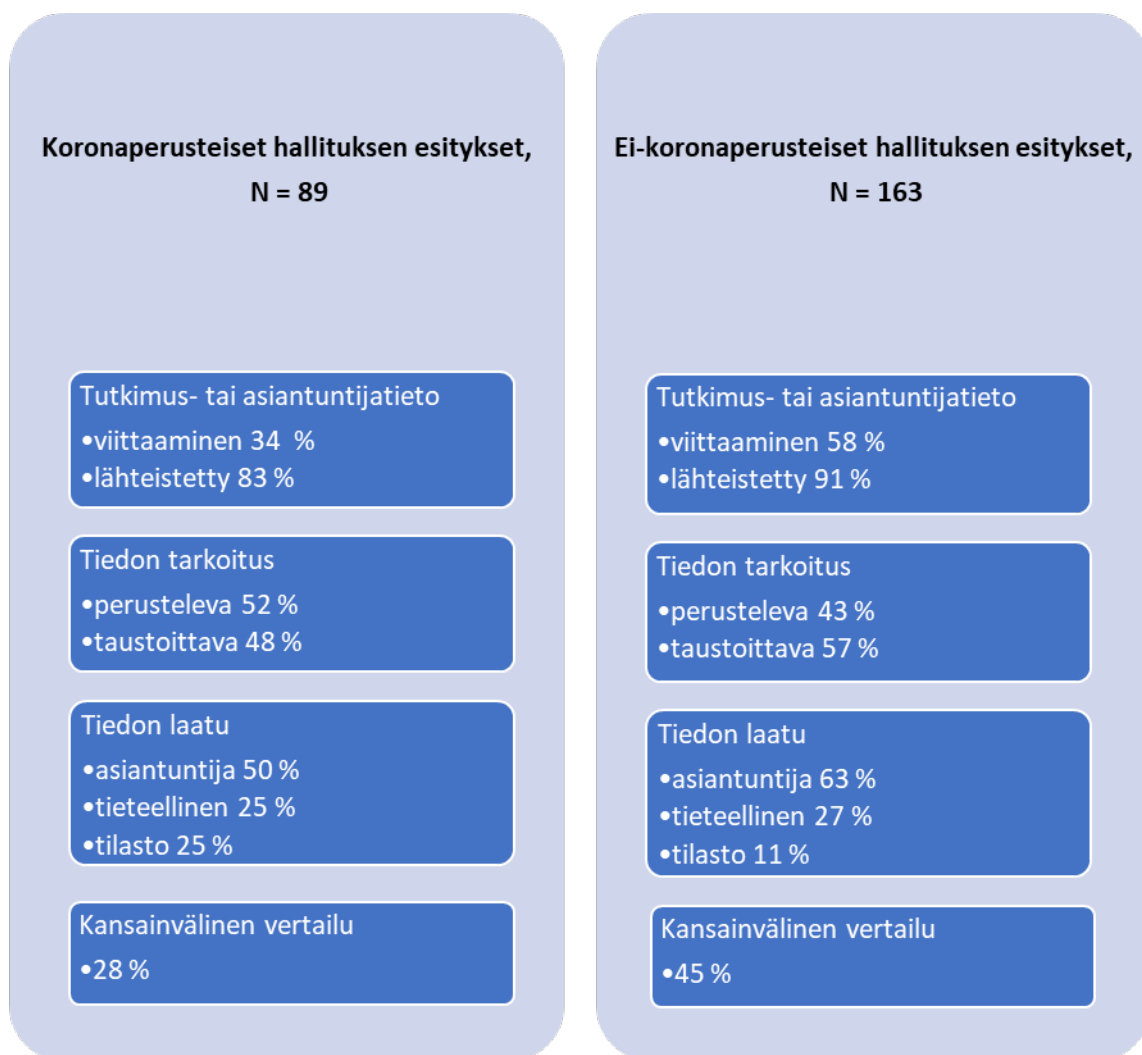 Koronaperusteiset hallituksen esitykset,
N = 89
Tutkimus- tai asiantuntijatieto
•viittaaminen 34 %
•lähteistetty 83 %
Tiedon tarkoitus
•perusteleva 52 %
•taustoittava 48 %
Tiedon laatu
•asiantuntija 50 %
•tieteellinen 25 %
•tilasto 25 %
Kansainvälinen vertailu
•28 %
Ei-koronaperusteiset hallituksen esitykset,
N = 163
Tutkimus- tai asiantuntijatieto
•viittaaminen 58 %
•lähteistetty 91 %
Tiedon tarkoitus
•perusteleva 43 %
•taustoittava 57 %
Tiedon laatu
•asiantuntija 63 %
•tieteellinen 27 %
•tilasto 11 %
Kansainvälinen vertailu
•45 %